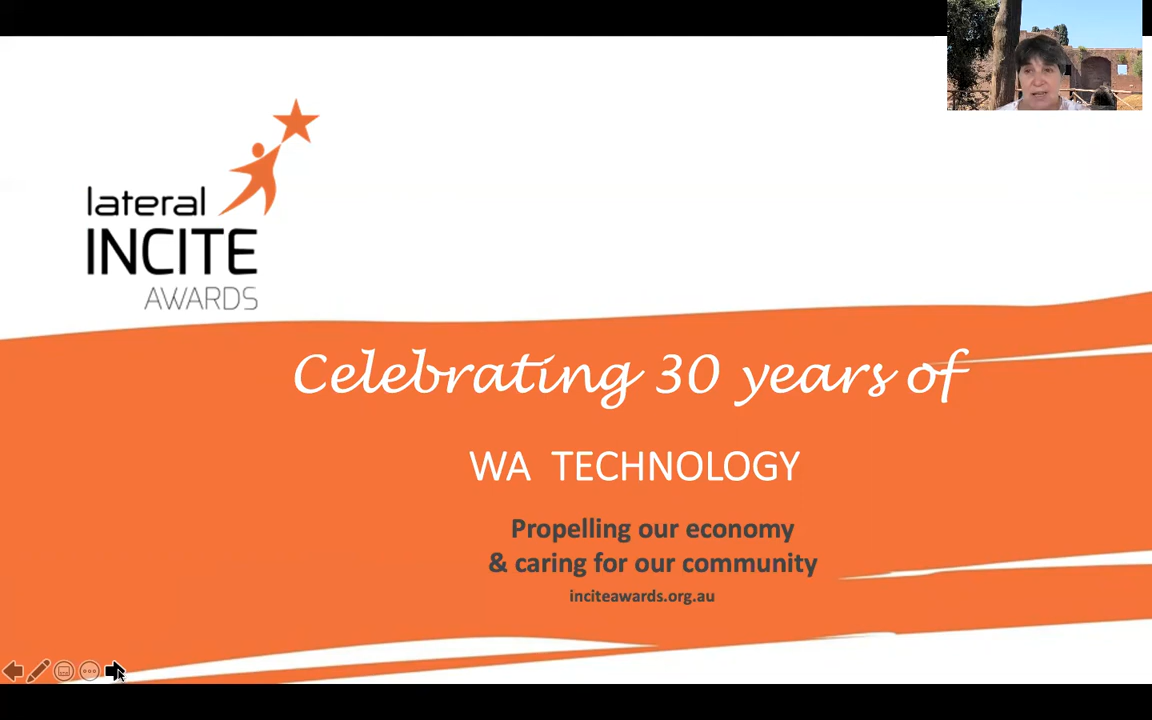 lateral
INCITE
AWARDS
Celebrating 30 years of
WA TECHNOLOGY
Propelling our economy
& caring for our community
inciteawards.org.au